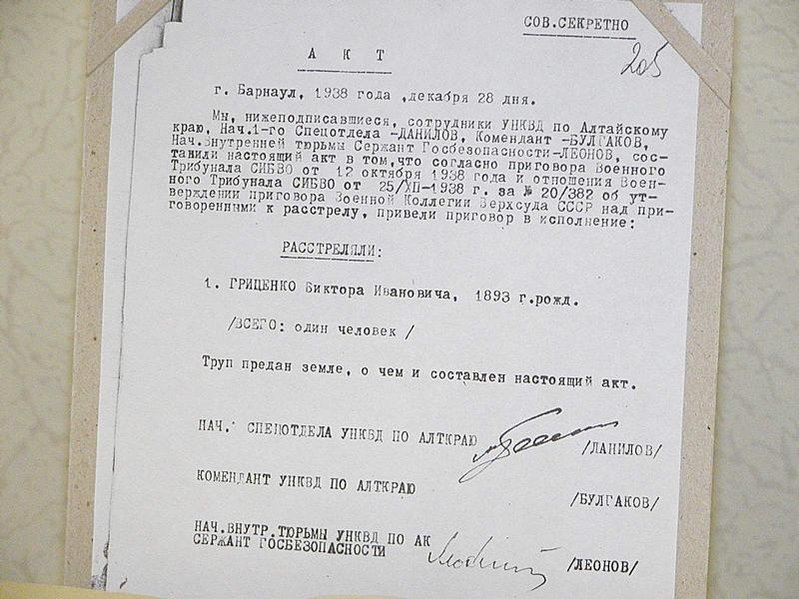 СОВ.СЕКРЕТНО
205
А К Т
г. Барнаул, 1938 года ,декабря 28 дня.
Мы, нижеподписавшиеся, сотрудники УНКВД по Алтайскому
краю, Нач.1-го Спецотдела -ДАНИЛОВ, Комендант -БУЛГАКОВ,
Нач.Внутренней тюрьмы Сержант Госбезопасности-ЛЕОНОВ, сос-
тавили настоящий акт в том,что согласно приговора Военного
Трибунала СИБВО от 12 октября 1938 года и отношения Воен-
ного Трибунала СИБВО от 25/XII-1938 г. за № 20/382 об ут-
верждении приговора Военной Коллегии Верхсуда СССР над при-
говоренными к расстрелу, привели приговор в исполнение:
РАССТРЕЛЯЛИ:
1. ГРИЦЕНКО Виктора Ивановича, 1893 г.рожд.
/ВСЕГО: один человек /
Труп предан земле, о чем и составлен настоящий акт.
НАЧ. СПЕЦОТДЕЛА УНКВД ПО АЛТКРАЮ
/ДАНИЛОВ/
КОМЕНДАНТ УНКВД ПО АЛТКРАЮ
/БУЛГАКОВ/
НАЧ.ВНУТР.ТЮРЬМЫ УНКВД ПО АК
СЕРЖАНТ ГОСБЕЗОПАСНОСТИ
/ЛЕОНОВ/